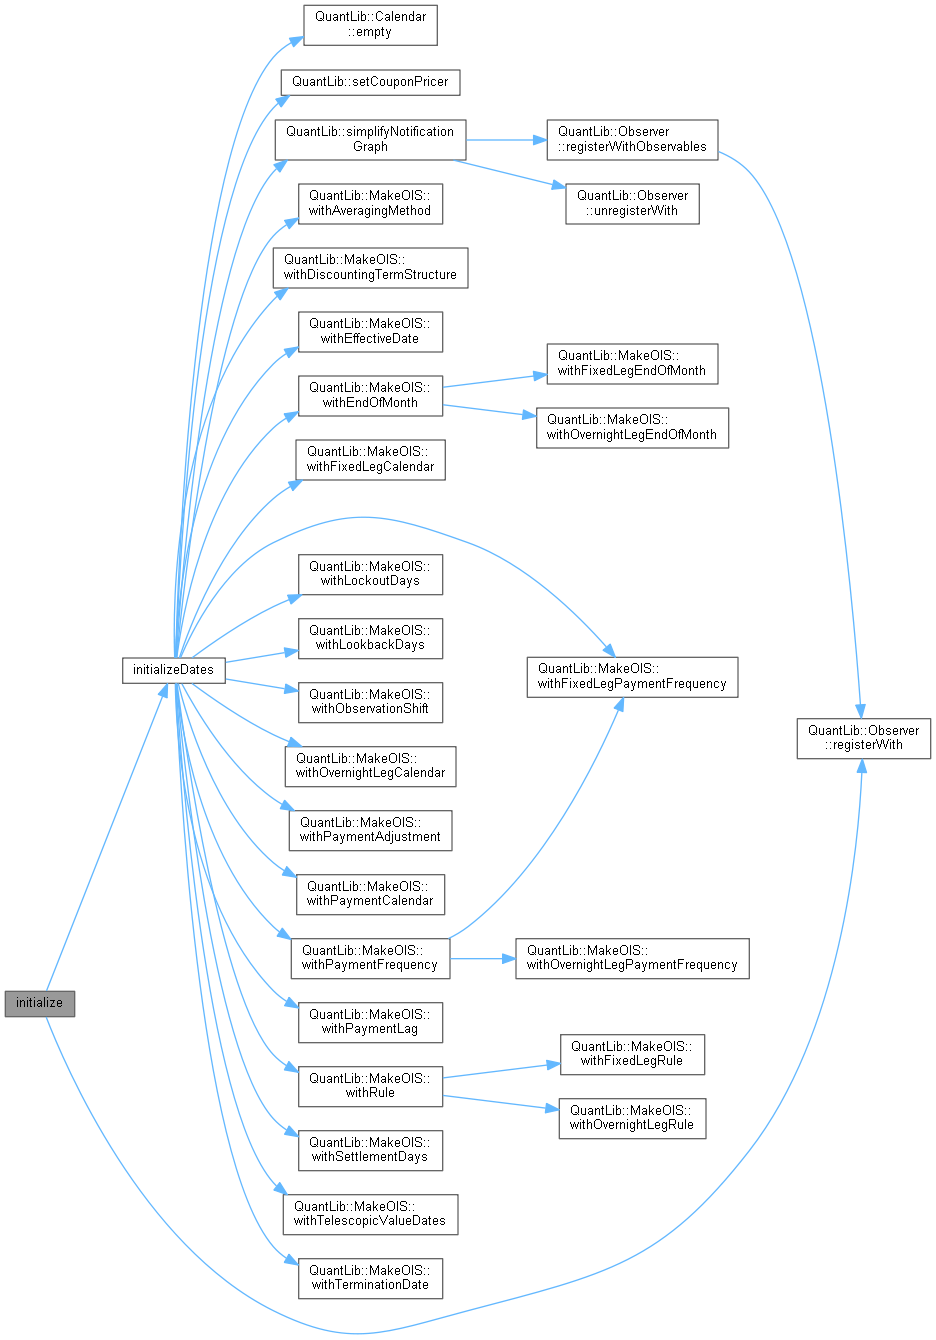 QuantLib::Calendar
::empty
QuantLib::setCouponPricer
QuantLib::simplifyNotification
Graph
QuantLib::Observer
::registerWithObservables
QuantLib::Observer
::unregisterWith
QuantLib::MakeOIS::
withAveragingMethod
QuantLib::MakeOIS::
withDiscountingTermStructure
QuantLib::MakeOIS::
withEffectiveDate
QuantLib::MakeOIS::
withEndOfMonth
QuantLib::MakeOIS::
withFixedLegEndOfMonth
QuantLib::MakeOIS::
withOvernightLegEndOfMonth
QuantLib::MakeOIS::
withFixedLegCalendar
QuantLib::MakeOIS::
withLockoutDays
QuantLib::MakeOIS::
withLookbackDays
initializeDates
QuantLib::MakeOIS::
withFixedLegPaymentFrequency
QuantLib::MakeOIS::
withObservationShift
QuantLib::Observer
::registerWith
QuantLib::MakeOIS::
withOvernightLegCalendar
QuantLib::MakeOIS::
withPaymentAdjustment
QuantLib::MakeOIS::
withPaymentCalendar
QuantLib::MakeOIS::
withPaymentFrequency
QuantLib::MakeOIS::
withOvernightLegPaymentFrequency
initialize
QuantLib::MakeOIS::
withPaymentLag
QuantLib::MakeOIS::
withFixedLegRule
QuantLib::MakeOIS::
withRule
QuantLib::MakeOIS::
withOvernightLegRule
QuantLib::MakeOIS::
withSettlementDays
QuantLib::MakeOIS::
withTelescopicValueDates
QuantLib::MakeOIS::
withTerminationDate